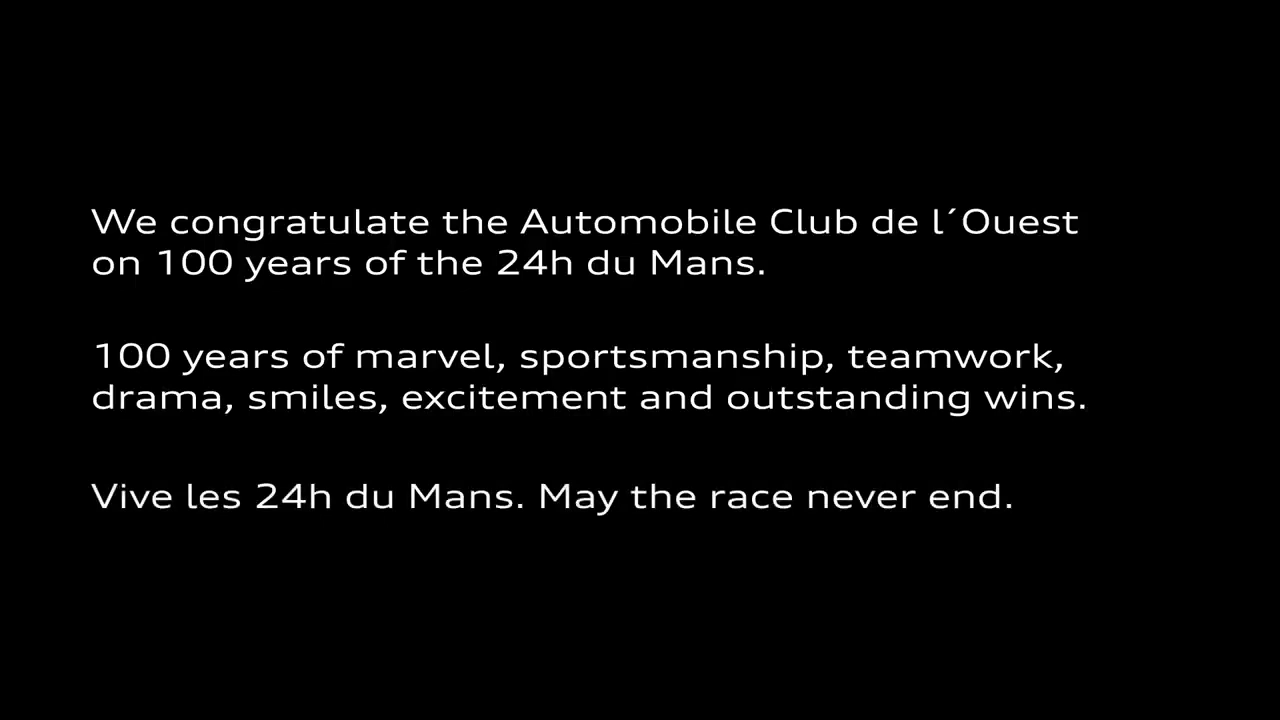 We congratulate the Automobile Club de l´Ouest
on 100 years of the 24h du Mans.
100 years of marvel, sportsmanship, teamwork,
drama, smiles, excitement and outstanding wins.
Vive les 24h du Mans. May the race never end.